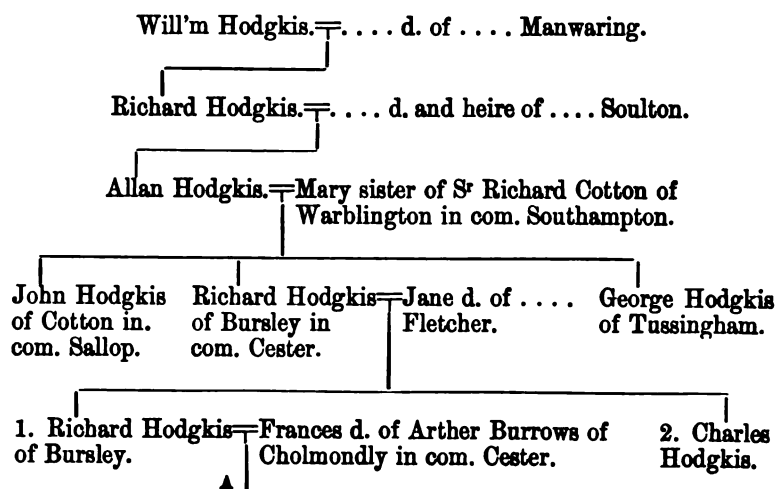 Will'm Hodgkis.=. . . . d. of . . . . Manwaring.
Richard Hodgkis.=. . . . d. and heire of . . . . Soulton.
Allan Hodgkis.=Mary sister of Sʳ Richard Cotton of
Warblington in com. Southampton.
John Hodgkis
of Cotton in.
com. Sallop.
Richard Hodgkis=Jane d. of . . . .
of Bursley in
com. Cester.
Fletcher.
George Hodgkis
of Tussingham.
1. Richard Hodgkis=Frances d. of Arther Burrows of
of Bursley.
Cholmondly in com. Cester.
2. Charles
Hodgkis.
A